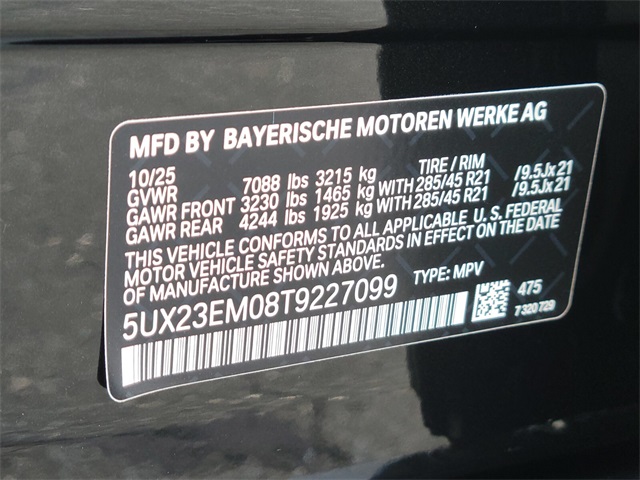 MFD BY BAYERISCHE MOTOREN WERKE AG
10/25 TIRE / RIM
GVWR 7088 lbs 3215 kg
GAWR FRONT 3230 lbs 1465 kg WITH 285/45 R21 /9.5Jx21
GAWR REAR 4244 lbs 1925 kg WITH 285/45 R21 /9.5Jx21
THIS VEHICLE CONFORMS TO ALL APPLICABLE U.S. FEDERAL
MOTOR VEHICLE SAFETY STANDARDS IN EFFECT ON THE DATE
OF MANUFACTURE SHOWN ABOVE.
5UX23EM08T9227099 TYPE: MPV
475
7 320 729